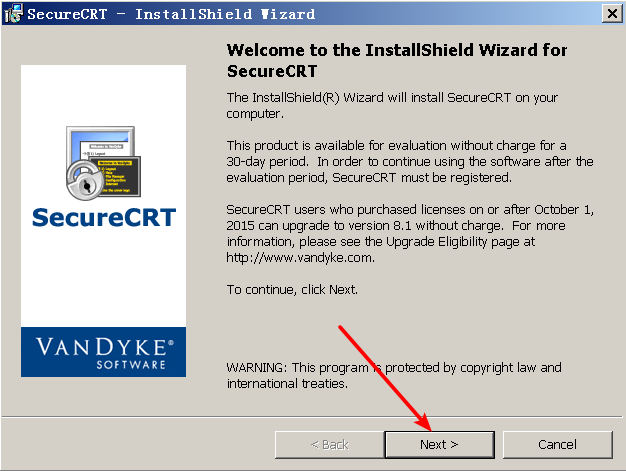 SecureCRT - InstallShield Wizard
Welcome to the InstallShield Wizard for
SecureCRT
The InstallShield(R) Wizard will install SecureCRT on your
computer.
This product is available for evaluation without charge for a
30-day period. In order to continue using the software after the
evaluation period, SecureCRT must be registered.
SecureCRT
SecureCRT users who purchased licenses on or after October 1,
2015 can upgrade to version 8.1 without charge. For more
information, please see the Upgrade Eligibility page at
http://www.vandyke.com.
To continue, click Next.
VANDYKE®
SOFTWARE
WARNING: This program is protected by copyright law and
international treaties.
< Back
Next >
Cancel